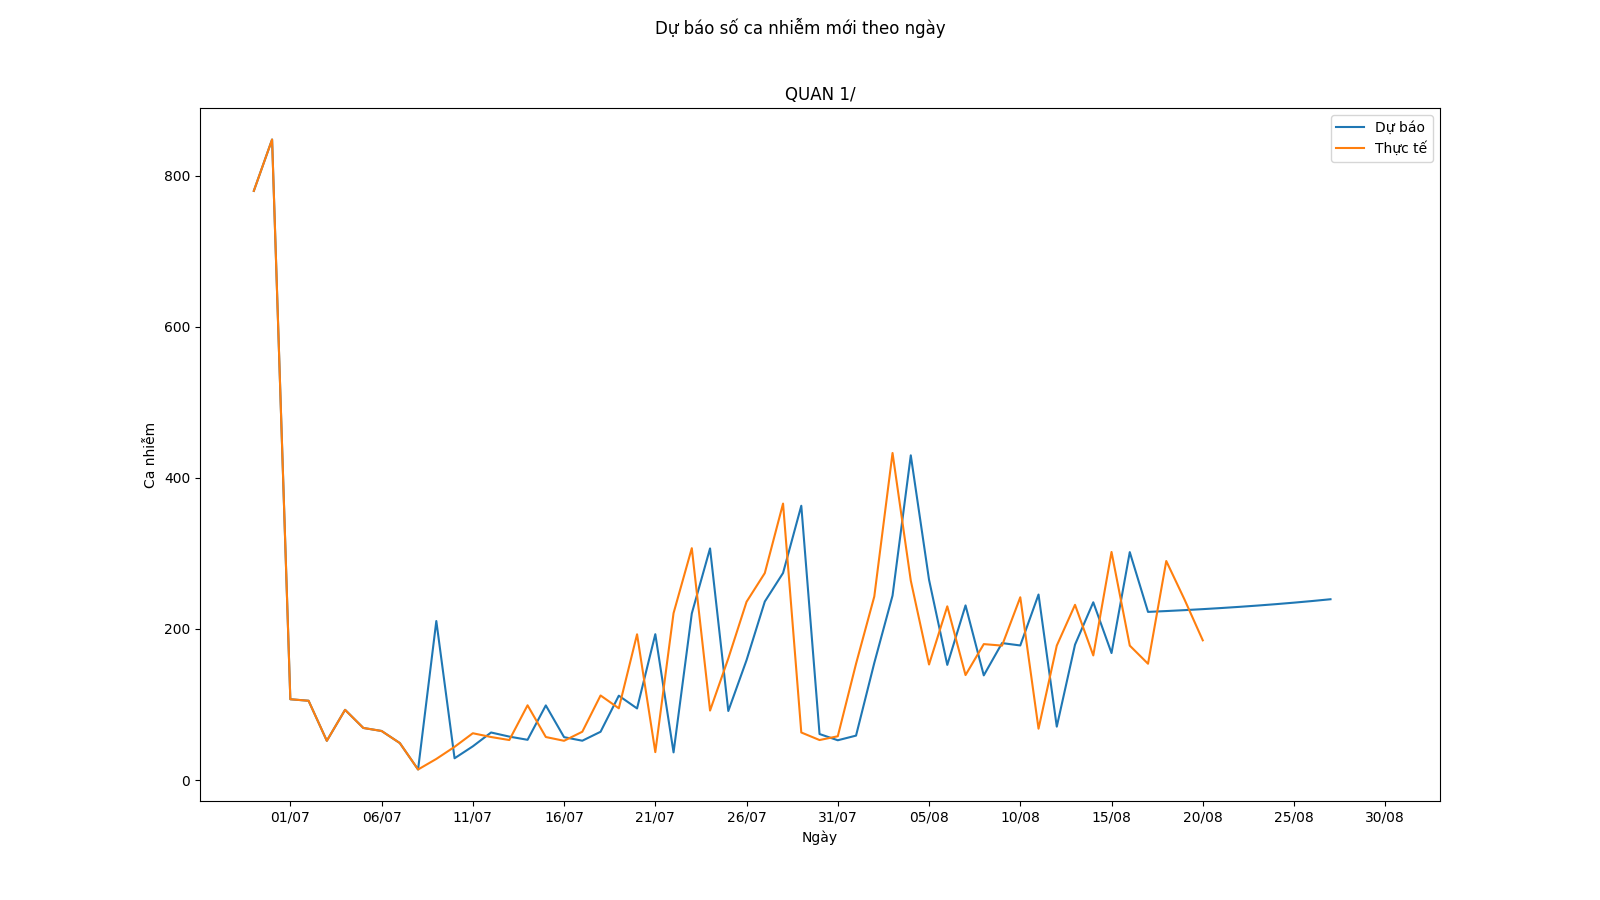 Dự báo số ca nhiễm mới theo ngày
QUAN 1/
Dự báo
Thực tế
800
600
400
200
0
Ca nhiễm
01/07 06/07 11/07 16/07 21/07 26/07 31/07 05/08 10/08 15/08 20/08 25/08 30/08
Ngày